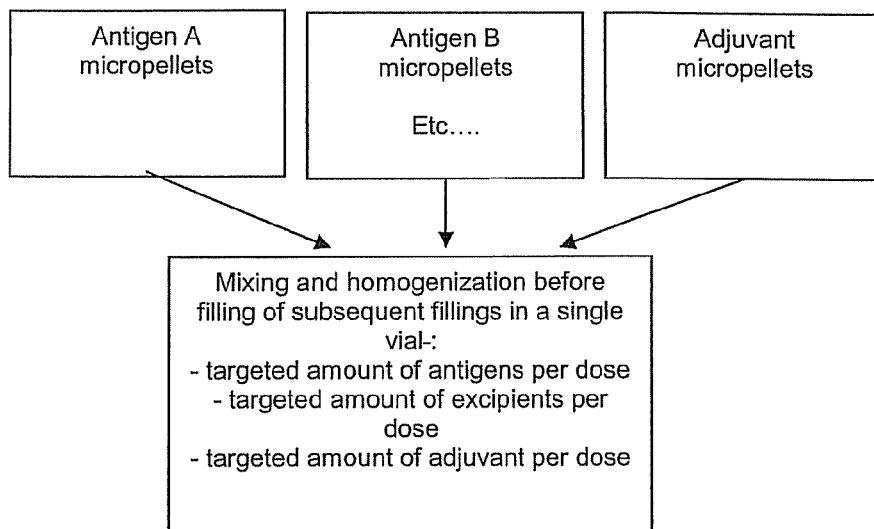 Antigen A
micropellets
Antigen B
micropellets
Etc....
Adjuvant
micropellets
Mixing and homogenization before
filling of subsequent fillings in a single
vial-:
- targeted amount of antigens per dose
- targeted amount of excipients per
dose
- targeted amount of adjuvant per dose